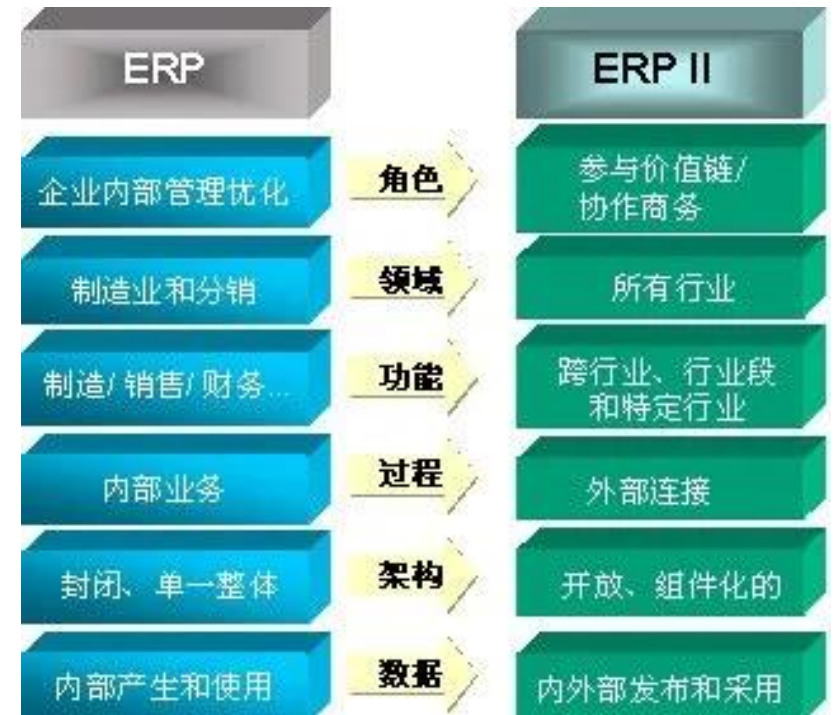 ERP
ERP II
企业内部管理优化
角色
参与价值链/
协作商务
制造业和分销
领域
所有行业
制造/销售/财务...
功能
跨行业、行业段
和特定行业
内部业务
过程
外部连接
封闭、单一整体
架构
开放、组件化的
内部产生和使用
数据
内外部发布和采用